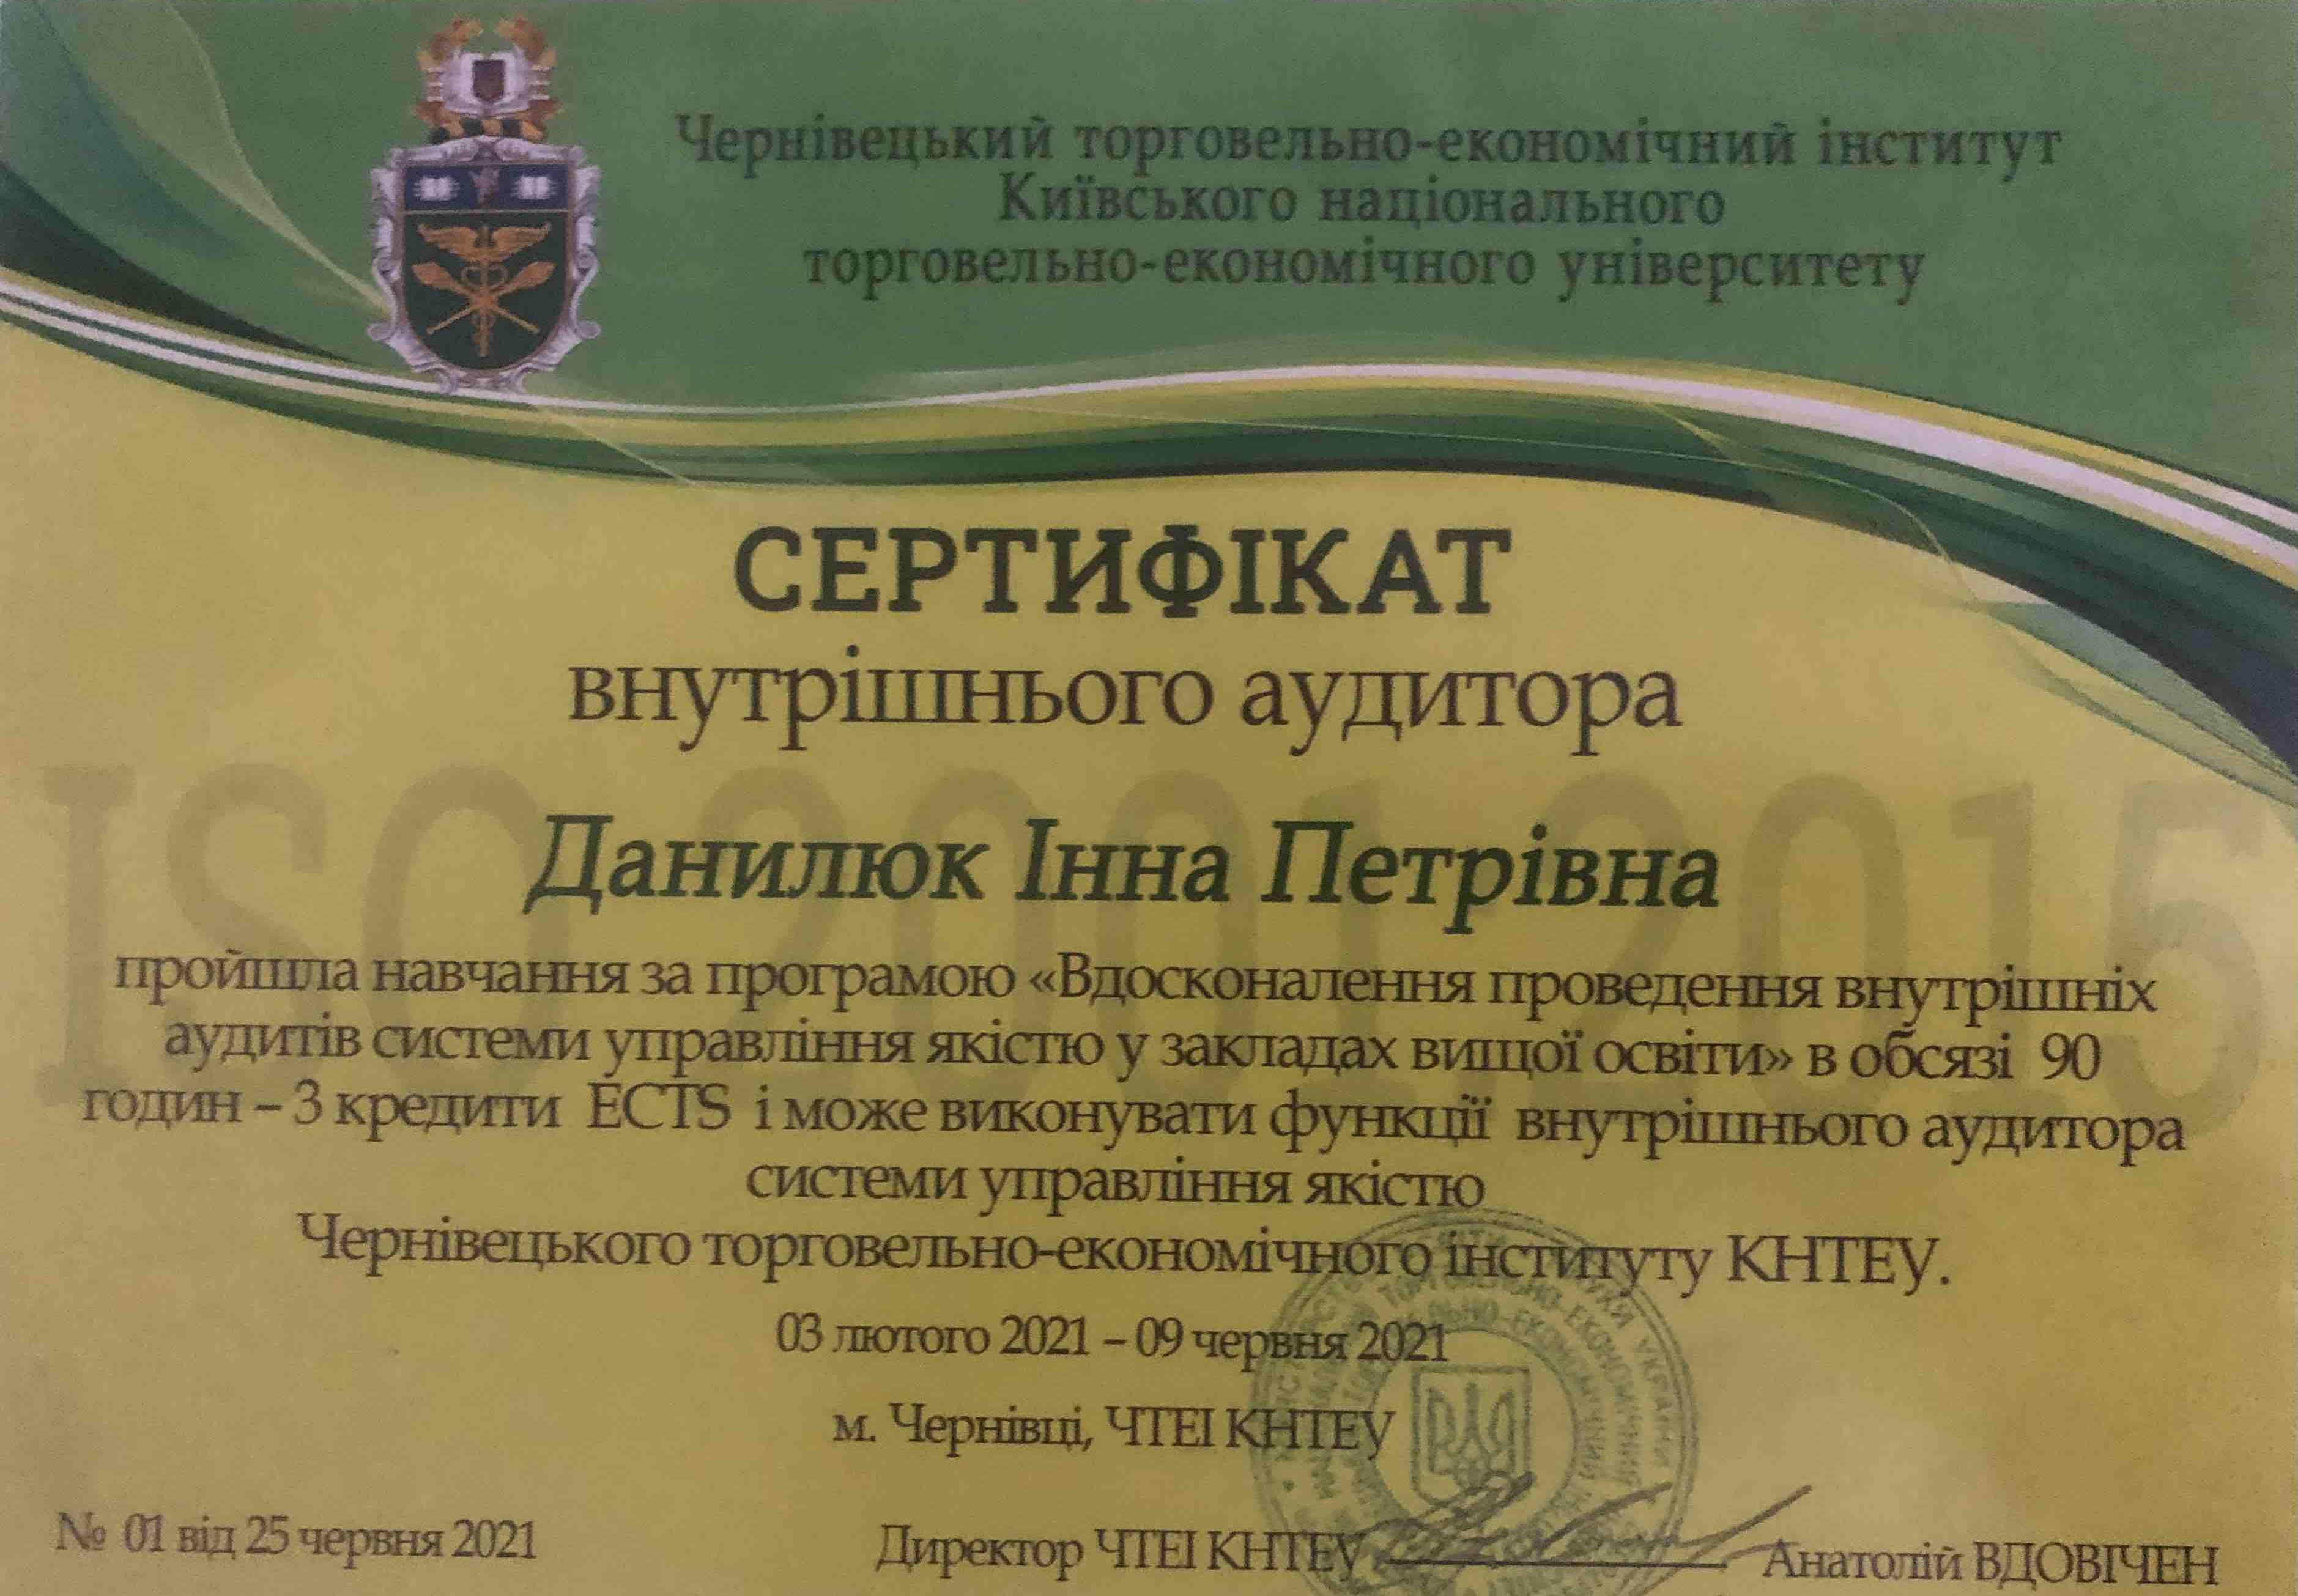 Чернівецький торговельно-економічний інститут
Київського національного
торговельно-економічного університету
СЕРТИФІКАТ
внутрішнього аудитора
ISO 9001 2015
Данилюк Інна Петрівна
пройшла навчання за програмою «Вдосконалення проведення внутрішніх
аудитів системи управління якістю у закладах вищої освіти» в обсязі 90
годин – 3 кредити ECTS і може виконувати функції внутрішнього аудитора
системи управління якістю
Чернівецького торговельно-економічного інституту КНТЕУ.
03 лютого 2021 – 09 червня 2021
м. Чернівці, ЧТЕІ КНТЕУ
№ 01 від 25 червня 2021
Директор ЧТЕІ КНТЕУ Анатолій ВДОВІЧЕН